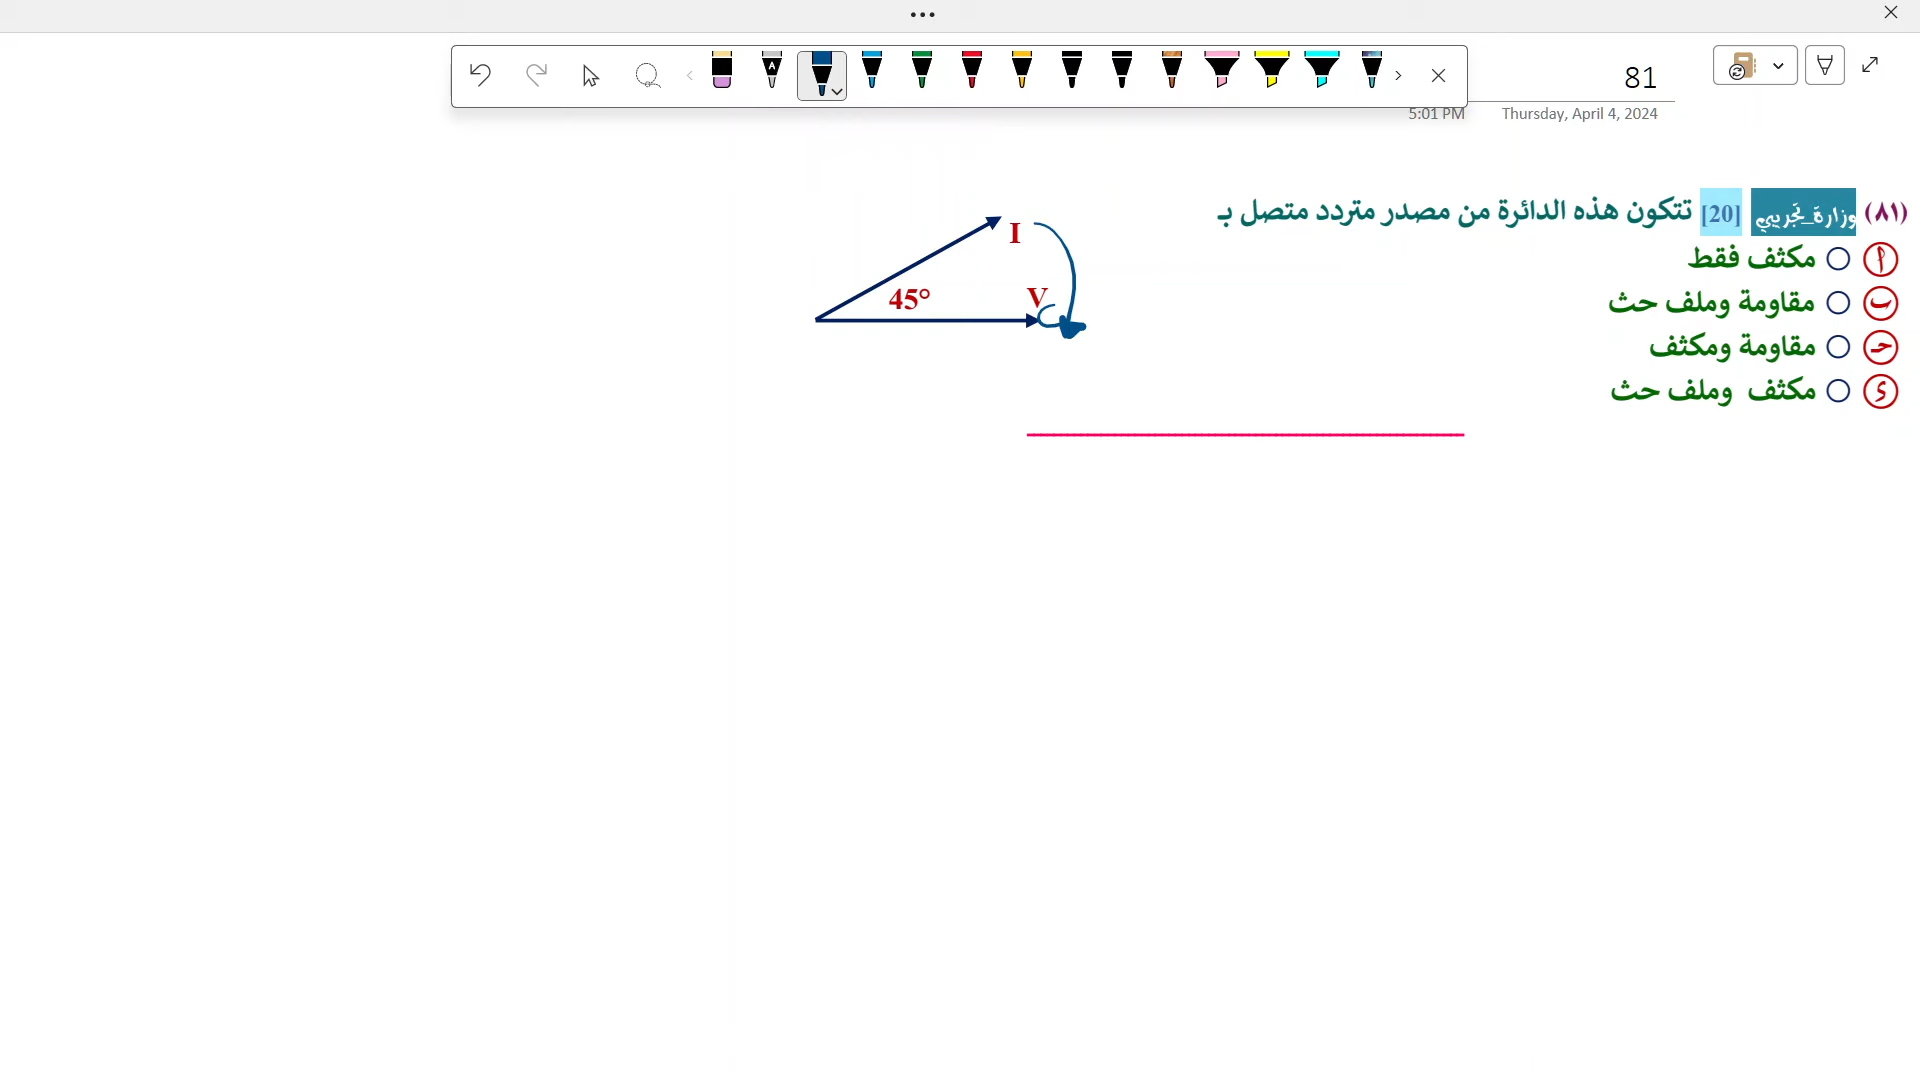 81
5:01 PM Thursday, April 4, 2024
(٨١) وزارة_تجريبي [20] تتكون هذه الدائرة من مصدر متردد متصل بـ
أ مكثف فقط
ب مقاومة وملف حث
جـ مقاومة ومكثف
د مكثف وملف حث
I
45°
V